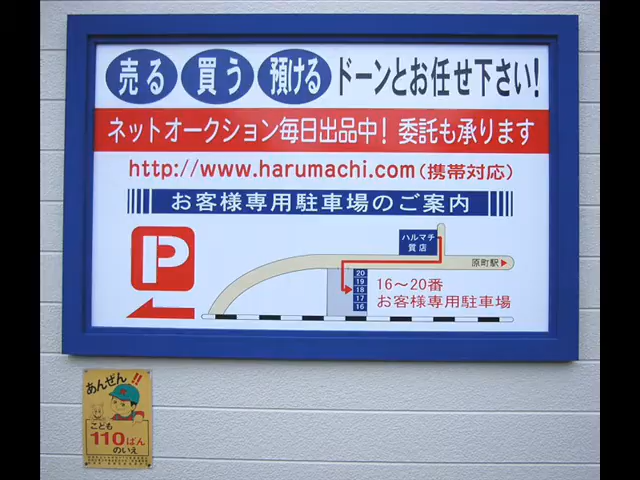 売る 買う 預ける ドーンとお任せ下さい!
ネットオークション毎日出品中! 委託も承ります
http://www.harumachi.com(携帯対応)
お客様専用駐車場のご案内
P
ハルマチ
質店
原町駅▶
20
19
18
17
16
16〜20番
お客様専用駐車場
あんぜん!!
こども
110ばん
のいえ